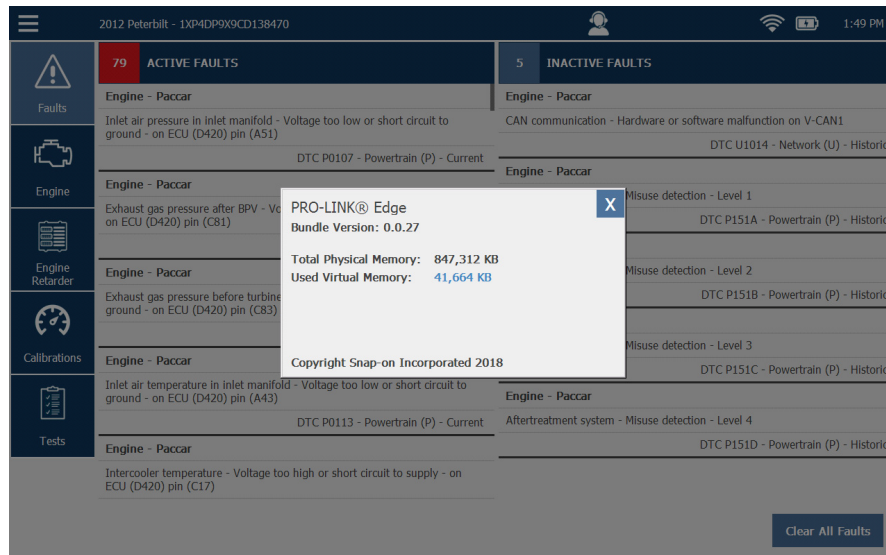 2012 Peterbilt - 1XP4DP9X9CD138470
1:49 PM
Faults
Engine
Engine
Retarder
Calibrations
Tests
79 ACTIVE FAULTS
Engine - Paccar
Inlet air pressure in inlet manifold - Voltage too low or short circuit to
ground - on ECU (D420) pin (A51)
DTC P0107 - Powertrain (P) - Current
Engine - Paccar
Exhaust gas pressure after BPV - Vo
on ECU (D420) pin (C81)
Engine - Paccar
Exhaust gas pressure before turbine
ground - on ECU (D420) pin (C83)
Engine - Paccar
Inlet air temperature in inlet manifold - Voltage too low or short circuit to
ground - on ECU (D420) pin (A43)
DTC P0113 - Powertrain (P) - Current
Engine - Paccar
Intercooler temperature - Voltage too high or short circuit to supply - on
ECU (D420) pin (C17)
5 INACTIVE FAULTS
Engine - Paccar
CAN communication - Hardware or software malfunction on V-CAN1
DTC U1014 - Network (U) - Historic
Engine - Paccar
Misuse detection - Level 1
DTC P151A - Powertrain (P) - Historic
Misuse detection - Level 2
DTC P151B - Powertrain (P) - Historic
Misuse detection - Level 3
DTC P151C - Powertrain (P) - Historic
Engine - Paccar
Aftertreatment system - Misuse detection - Level 4
DTC P151D - Powertrain (P) - Historic
PRO-LINK® Edge
X
Bundle Version: 0.0.27
Total Physical Memory: 847,312 KB
Used Virtual Memory: 41,664 KB
Copyright Snap-on Incorporated 2018
Clear All Faults